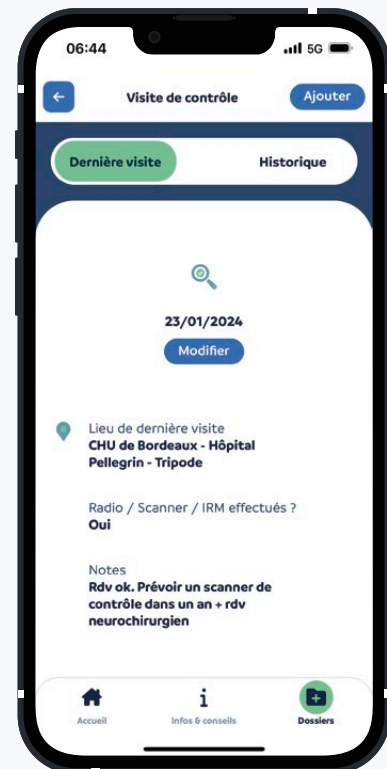 06:44
5G
Visite de contrôle
Ajouter
Dernière visite
Historique
23/01/2024
Modifier
Lieu de dernière visite
CHU de Bordeaux - Hôpital
Pellegrin - Tripode
Radio / Scanner / IRM effectués ?
Oui
Notes
Rdv ok. Prévoir un scanner de
contrôle dans un an + rdv
neurochirurgien
Accueil
Infos & conseils
Dossiers